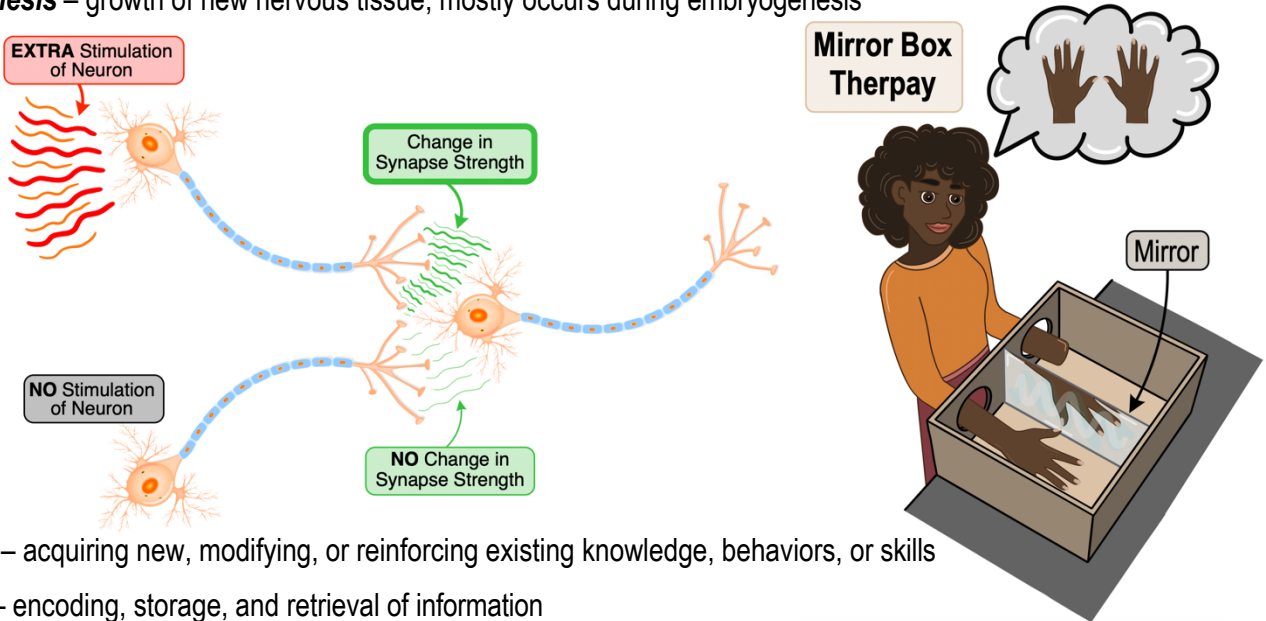 – growth of new nervous tissue, mostly occurs during embryogenesis
EXTRA Stimulation
of Neuron
Mirror Box
Therpay
Change in
Synapse Strength
Mirror
NO Stimulation
of Neuron
NO Change in
Synapse Strength
– acquiring new, modifying, or reinforcing existing knowledge, behaviors, or skills
- encoding, storage, and retrieval of information